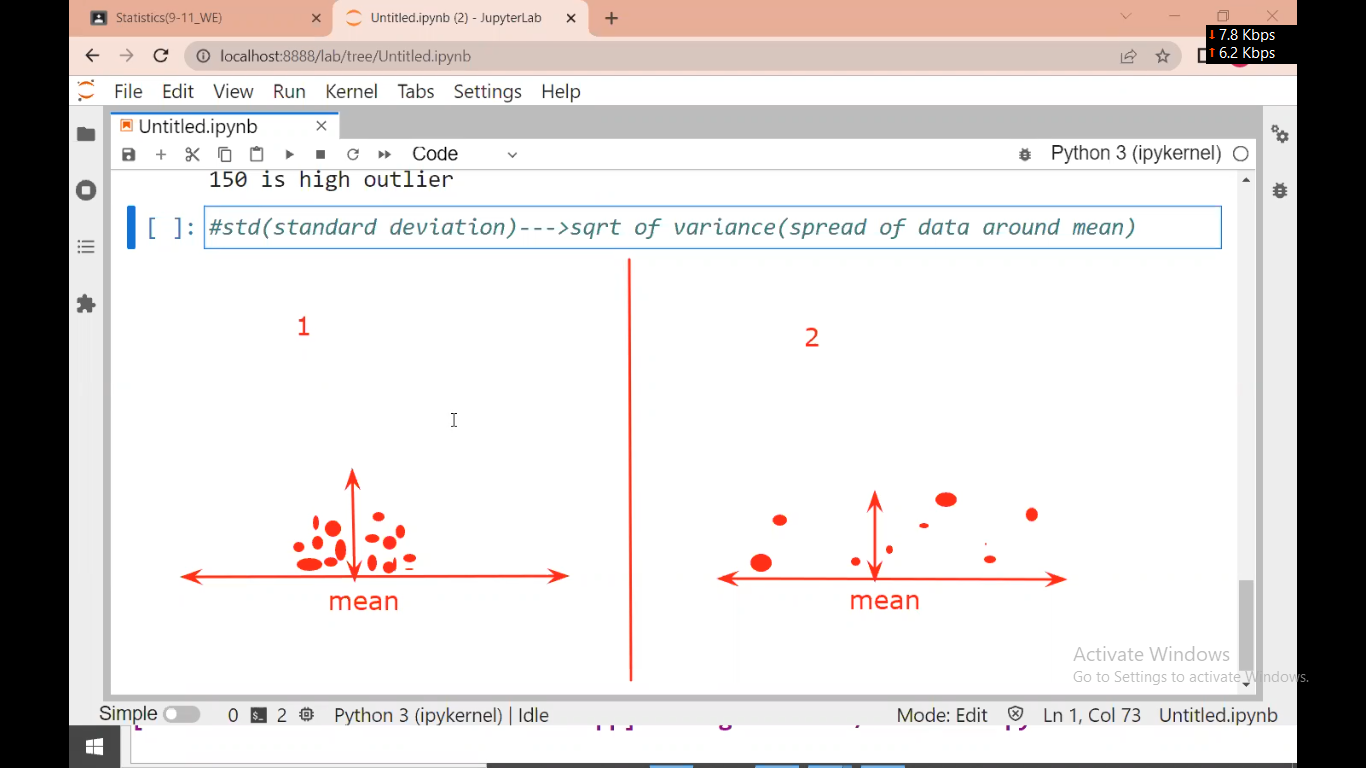 Statistics(9-11_WE)
Untitled.ipynb (2) - JupyterLab
7.8 Kbps
6.2 Kbps
localhost:8888/lab/tree/Untitled.ipynb
File Edit View Run Kernel Tabs Settings Help
Untitled.ipynb
Code
Python 3 (ipykernel)
150 is high outlier
[ ]: #std(standard deviation)--->sqrt of variance(spread of data around mean)
1
2
mean
mean
Activate Windows
Go to Settings to activate Windows.
Simple 0 2 Python 3 (ipykernel) | Idle Mode: Edit Ln 1, Col 73 Untitled.ipynb